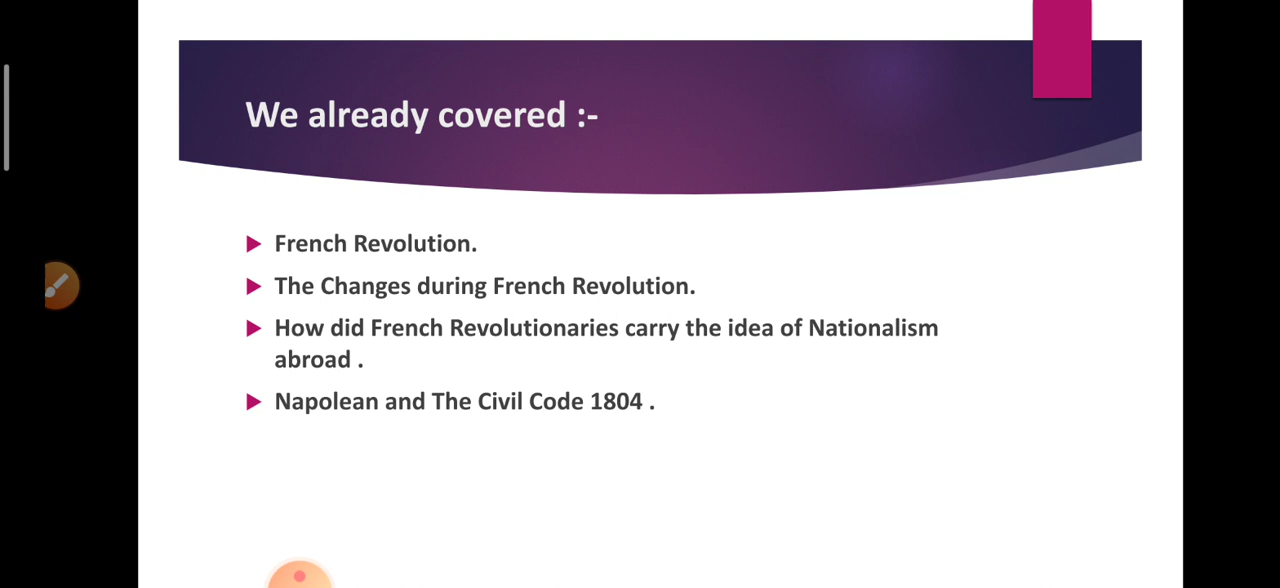 We already covered :-
French Revolution.
The Changes during French Revolution.
How did French Revolutionaries carry the idea of Nationalism
abroad .
Napolean and The Civil Code 1804 .